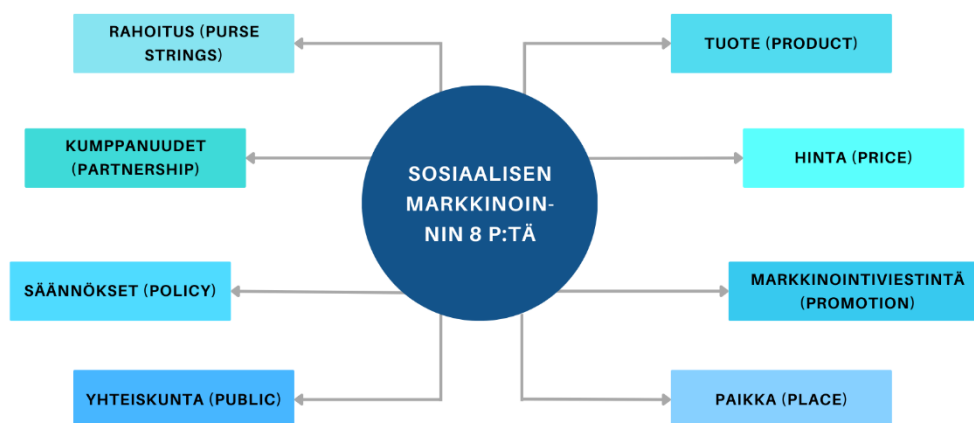 RAHOITUS (PURSE
STRINGS)
TUOTE (PRODUCT)
KUMPPANUUDET
(PARTNERSHIP)
HINTA (PRICE)
SOSIAALISEN
MARKKINOIN-
NIN 8 P:TÄ
SÄÄNNÖKSET (POLICY)
MARKKINOINTIVIESTINTÄ
(PROMOTION)
YHTEISKUNTA (PUBLIC)
PAIKKA (PLACE)